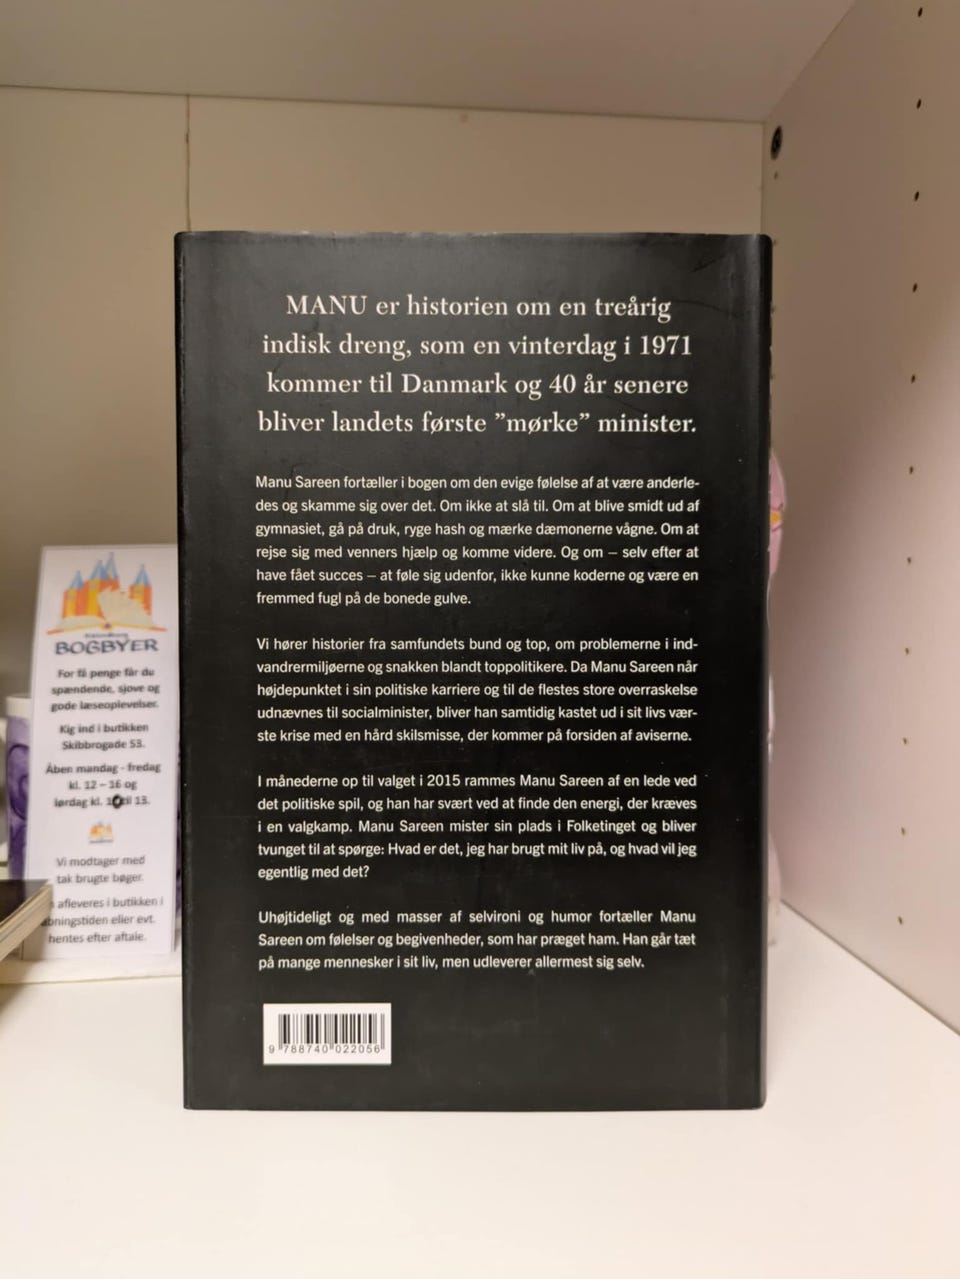 MANU er historien om en treårig
indisk dreng, som en vinterdag i 1971
kommer til Danmark og 40 år senere
bliver landets første ”mørke” minister.
Manu Sareen fortæller i bogen om den evige følelse af at være anderle-
des og skamme sig over det. Om ikke at slå til. Om at blive smidt ud af
gymnasiet, gå på druk, ryge hash og mærke dæmonerne vågne. Om at
rejse sig med venners hjælp og komme videre. Og om – selv efter at
have fået succes – at føle sig udenfor, ikke kunne koderne og være en
fremmed fugl på de bonede gulve.
Vi hører historier fra samfundets bund og top, om problemerne i ind-
vandrermiljøerne og snakken blandt toppolitikere. Da Manu Sareen når
højdepunktet i sin politiske karriere og til de flestes store overraskelse
udnævnes til socialminister, bliver han samtidig kastet ud i sit livs vær-
ste krise med en hård skilsmisse, der kommer på forsiden af aviserne.
I månederne op til valget i 2015 rammes Manu Sareen af en lede ved
det politiske spil, og han har svært ved at finde den energi, der kræves
i en valgkamp. Manu Sareen mister sin plads i Folketinget og bliver
tvunget til at spørge: Hvad er det, jeg har brugt mit liv på, og hvad vil jeg
egentlig med det?
Uhøjtideligt og med masser af selvironi og humor fortæller Manu
Sareen om følelser og begivenheder, som har præget ham. Han går tæt
på mange mennesker i sit liv, men udleverer allermest sig selv.
9 788740 022056
Kalundborg
BOGBYER
For få penge får du
spændende, sjove og
gode læseoplevelser.
Kig ind i butikken
Skibbrogade 53.
Åben mandag - fredag
kl. 12 – 16 og
lørdag kl. 10 til 13.
Vi modtager med
tak brugte bøger.
afleveres i butikken i
åbningstiden eller evt.
hentes efter aftale.